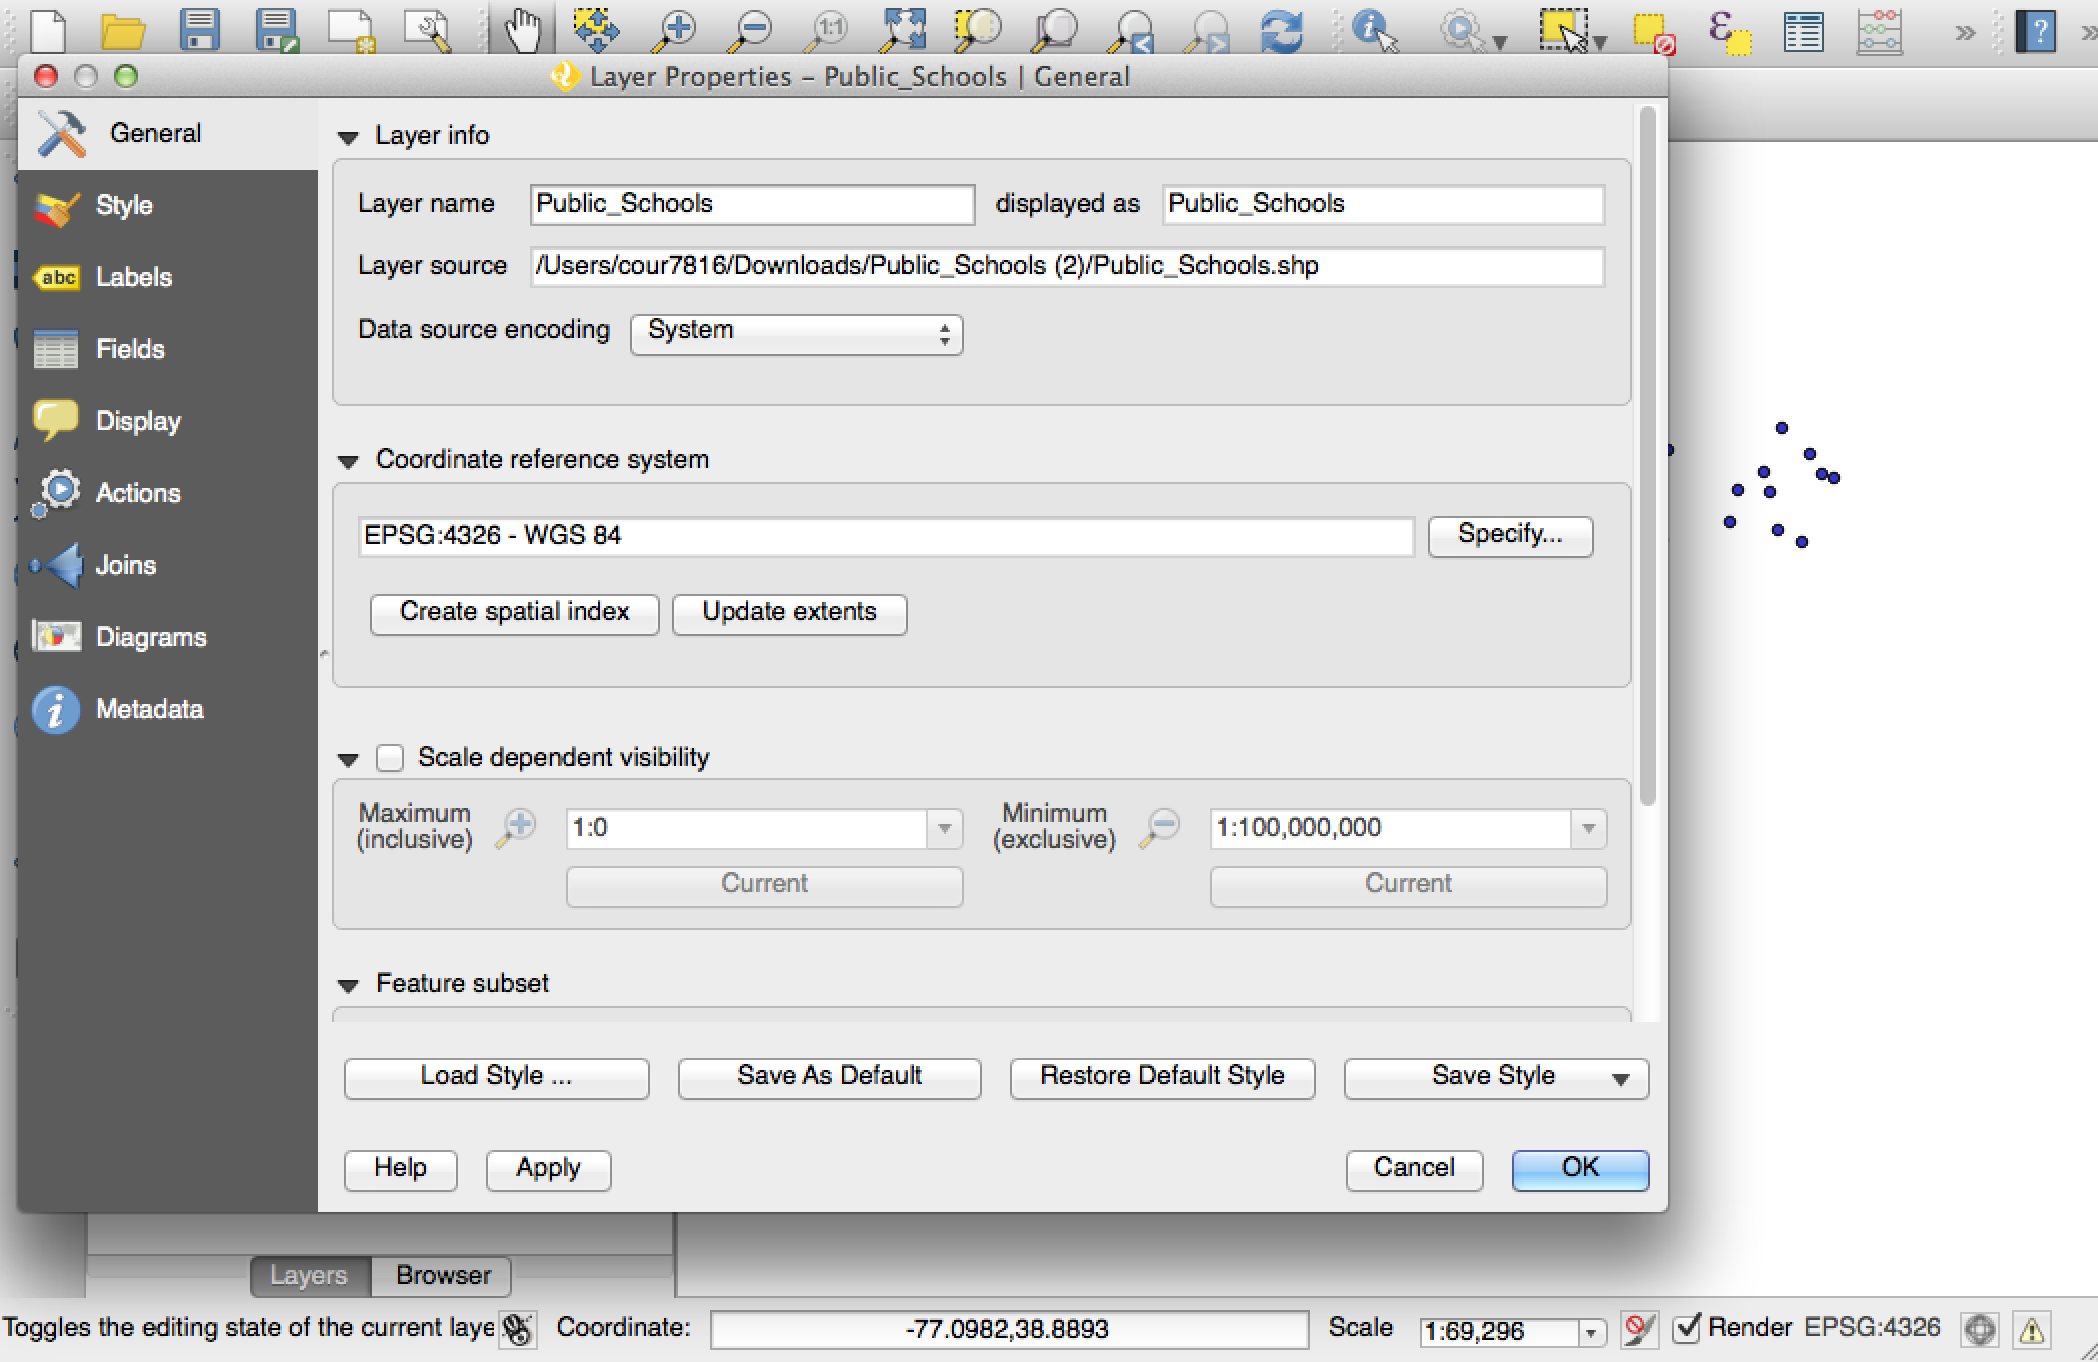 1:1
ε
?
Layer Properties – Public_Schools | General
General
Style
abc Labels
Fields
Display
Actions
Joins
Diagrams
i Metadata
Layer info
Layer name Public_Schools displayed as Public_Schools
Layer source /Users/cour7816/Downloads/Public_Schools (2)/Public_Schools.shp
Data source encoding System
Coordinate reference system
EPSG:4326 - WGS 84 Specify...
Create spatial index Update extents
Scale dependent visibility
Maximum (inclusive) 1:0 Minimum (exclusive) 1:100,000,000
Current Current
Feature subset
Load Style ... Save As Default Restore Default Style Save Style
Help Apply Cancel OK
Layers Browser
Toggles the editing state of the current laye Coordinate: -77.0982,38.8893 Scale 1:69,296 Render EPSG:4326